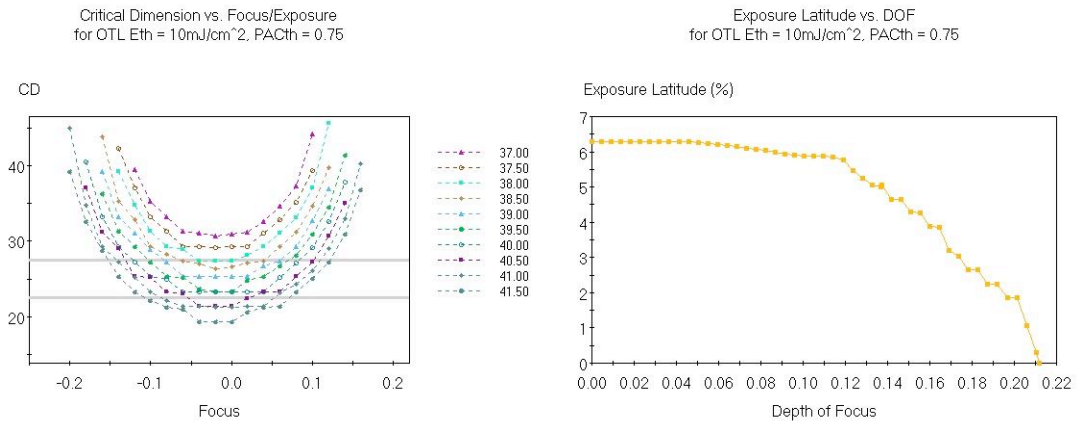 Critical Dimension vs. Focus/Exposure
for OTL Eth = 10mJ/cm^2, PACth = 0.75
CD
40
30
20
-0.2 -0.1 0.0 0.1 0.2
Focus
37.00
37.50
38.00
38.50
39.00
39.50
40.00
40.50
41.00
41.50
Exposure Latitude vs. DOF
for OTL Eth = 10mJ/cm^2, PACth = 0.75
Exposure Latitude (%)
7
6
5
4
3
2
1
0
0.00 0.02 0.04 0.06 0.08 0.10 0.12 0.14 0.16 0.18 0.20 0.22
Depth of Focus